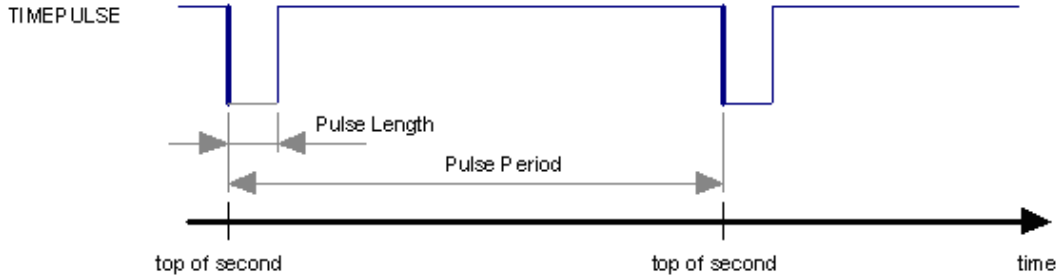 TIMEPULSE
Pulse Length
Pulse Period
top of second
top of second
time